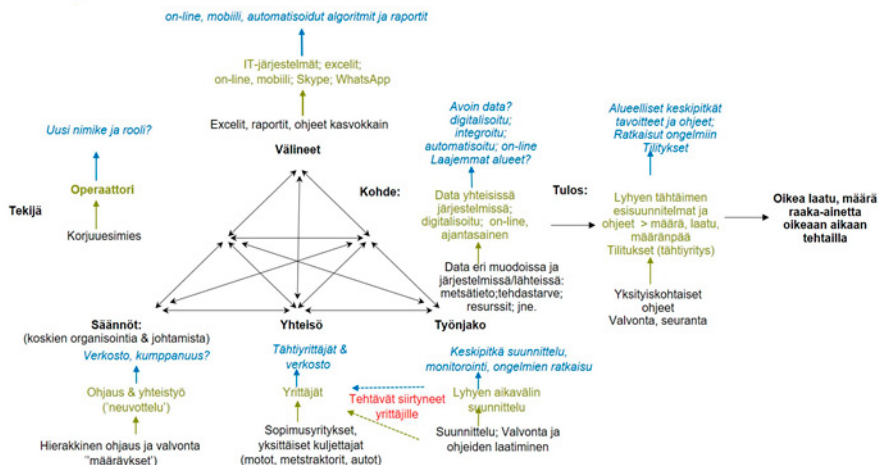 on-line, mobiili, automatisoidut algoritmit ja raportit
IT-järjestelmät; excelit;
on-line, mobiili; Skype; WhatsApp
Excelit, raportit, ohjeet kasvokkain
Välineet
Uusi nimike ja rooli?
Operaattori
Tekijä
Korjuuesimies
Avoin data?
digitalisoitu;
integroitu;
automatisoitu; on-line
Laajemmat alueet?
Kohde:
Data yhteisissä
järjestelmissä;
digitalisoitu; on-line,
ajantasainen
Data eri muodoissa ja
järjestelmissä/lähteissä:
metsätieto;tehdastarve;
resurssit; jne.
Alueelliset keskipitkät
tavoitteet ja ohjeet;
Ratkaisut ongelmiin
Tilitykset
Tulos:
Lyhyen tähtäimen
esisuunnitelmat ja
ohjeet > määrä, laatu,
määränpää
Tilitukset (tähtiyritys)
Yksityiskohtaiset
ohjeet
Valvonta, seuranta
Oikea laatu, määrä
raaka-ainetta
oikeaan aikaan
tehtailla
Säännöt:
(koskien organisointia & johtamista)
Verkosto, kumppanuus?
Ohjaus & yhteistyö
('neuvottelu')
Hierakkinen ohjaus ja valvonta
"määräykset')
Yhteisö
Tähtiyrittäjät &
verkosto
Yrittäjät
Sopimusyritykset,
yksittäiset kuljettajat
(motot, metstraktorit, autot)
Tehtävät siirtyneet
yrittäjille
Työnjako
Keskipitkä suunnittelu,
monitorointi, ongelmien ratkaisu
Lyhyen aikavälin
suunnittelu
Suunnittelu; Valvonta ja
ohjeiden laatiminen